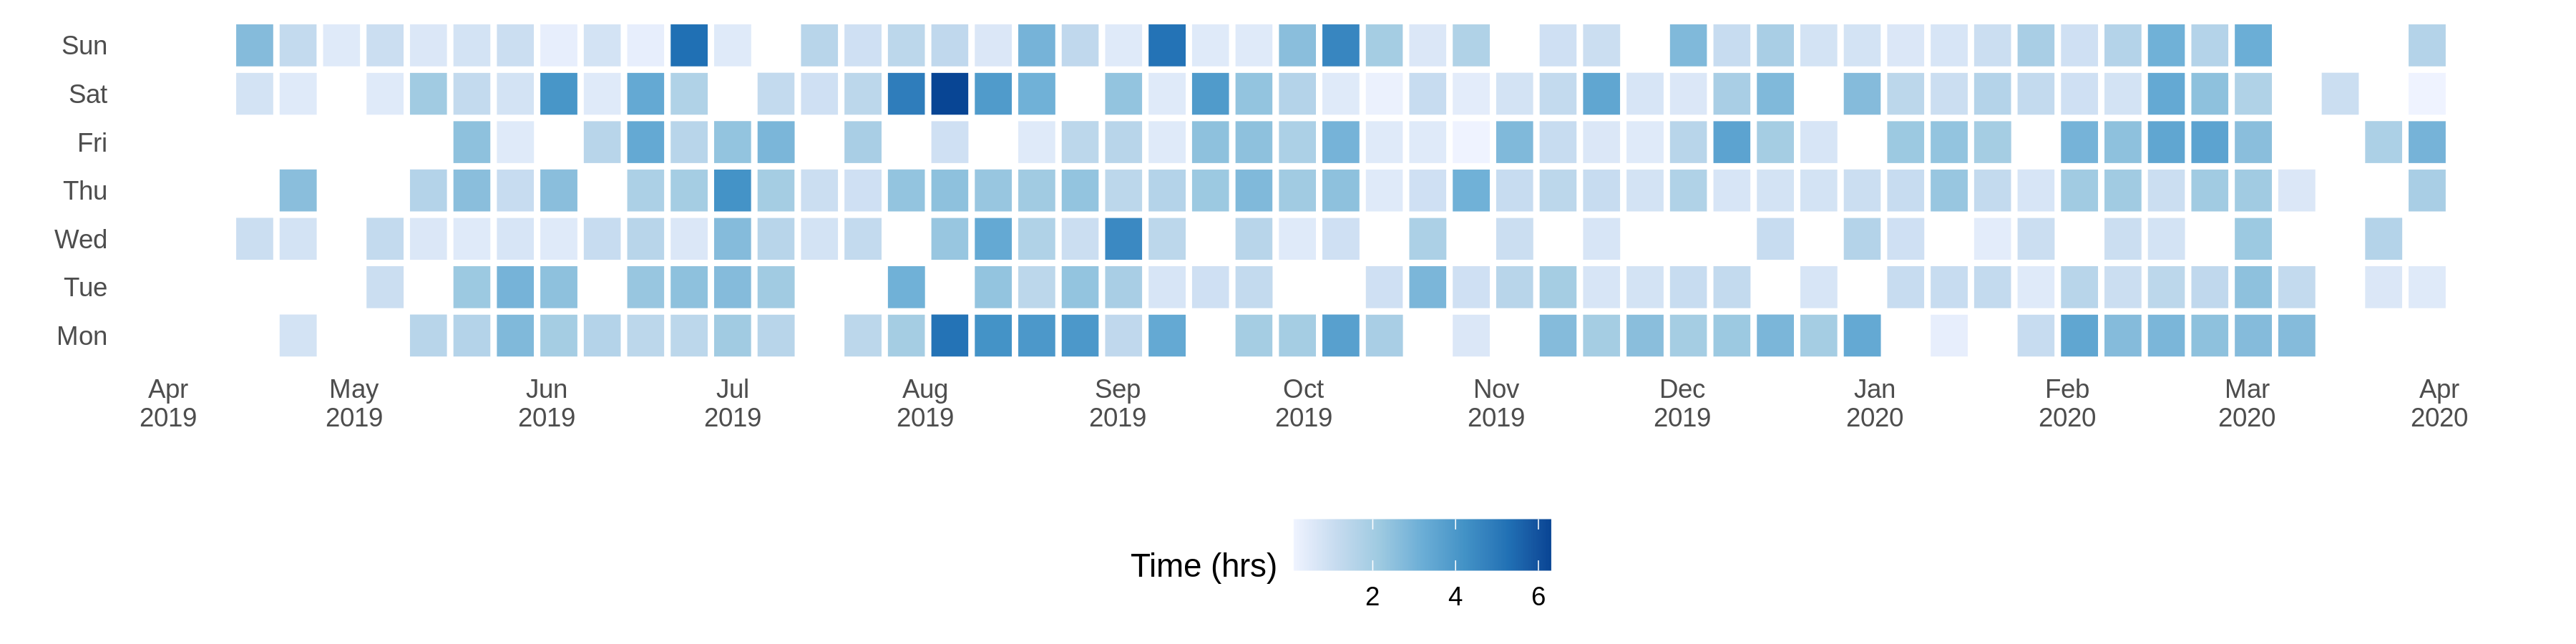 Sun
Sat
Fri
Thu
Wed
Tue
Mon
Apr May Jun Jul Aug Sep Oct Nov Dec Jan Feb Mar Apr
2019 2019 2019 2019 2019 2019 2019 2019 2019 2020 2020 2020 2020
Time (hrs)
2 4 6